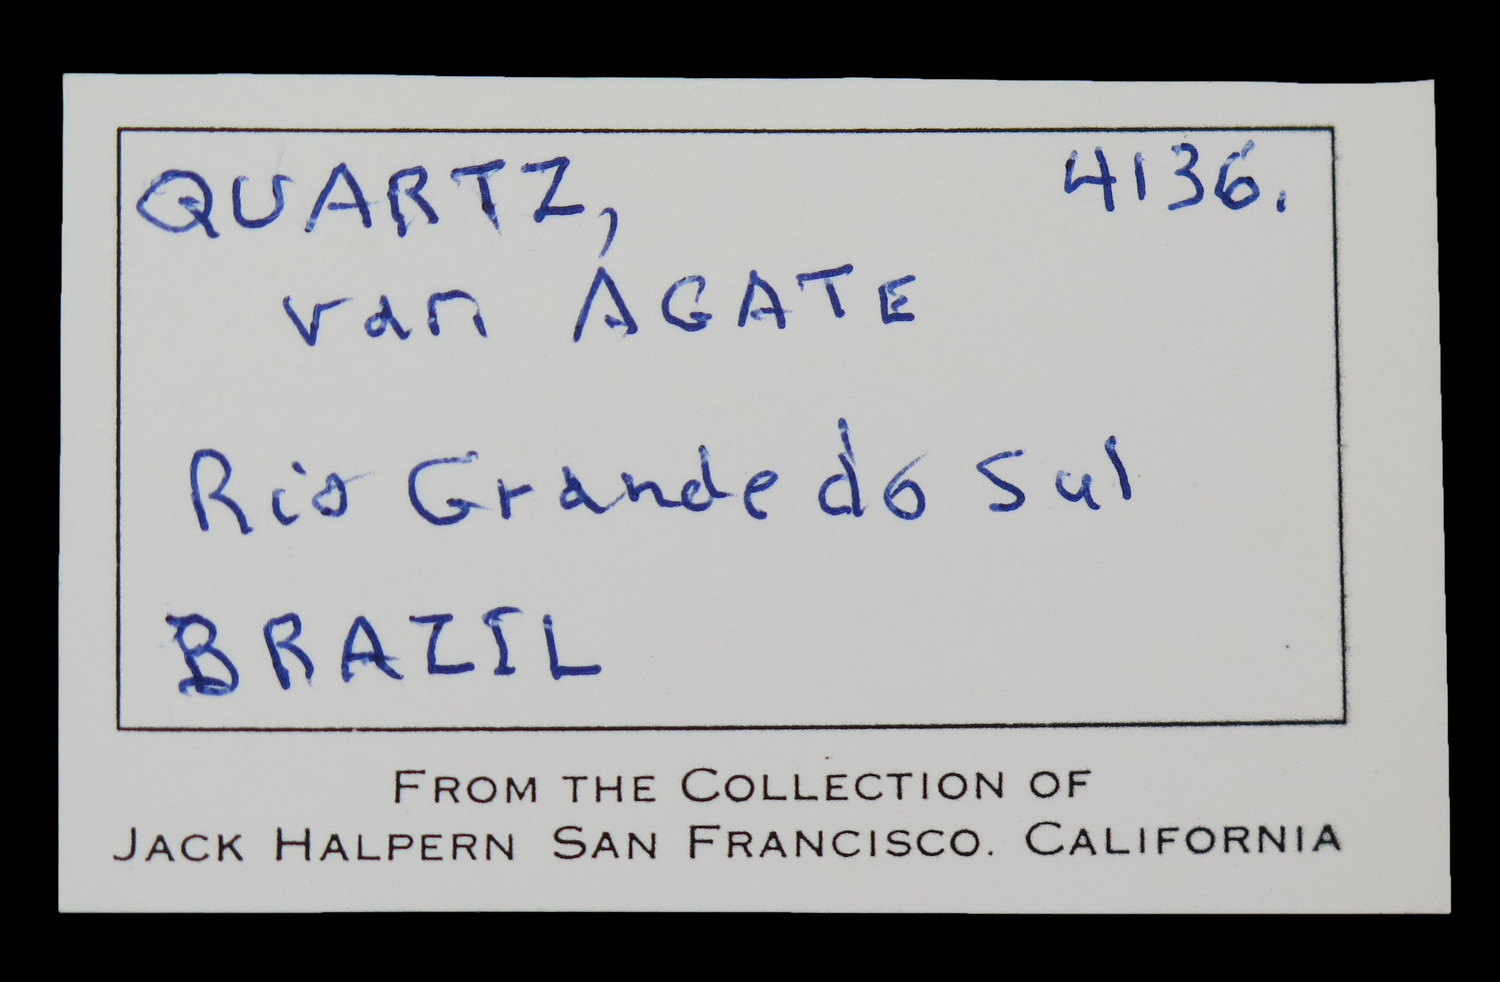 QUARTZ, 4136.
var AGATE
Rio Grande do Sul
BRAZIL
FROM THE COLLECTION OF
JACK HALPERN SAN FRANCISCO. CALIFORNIA